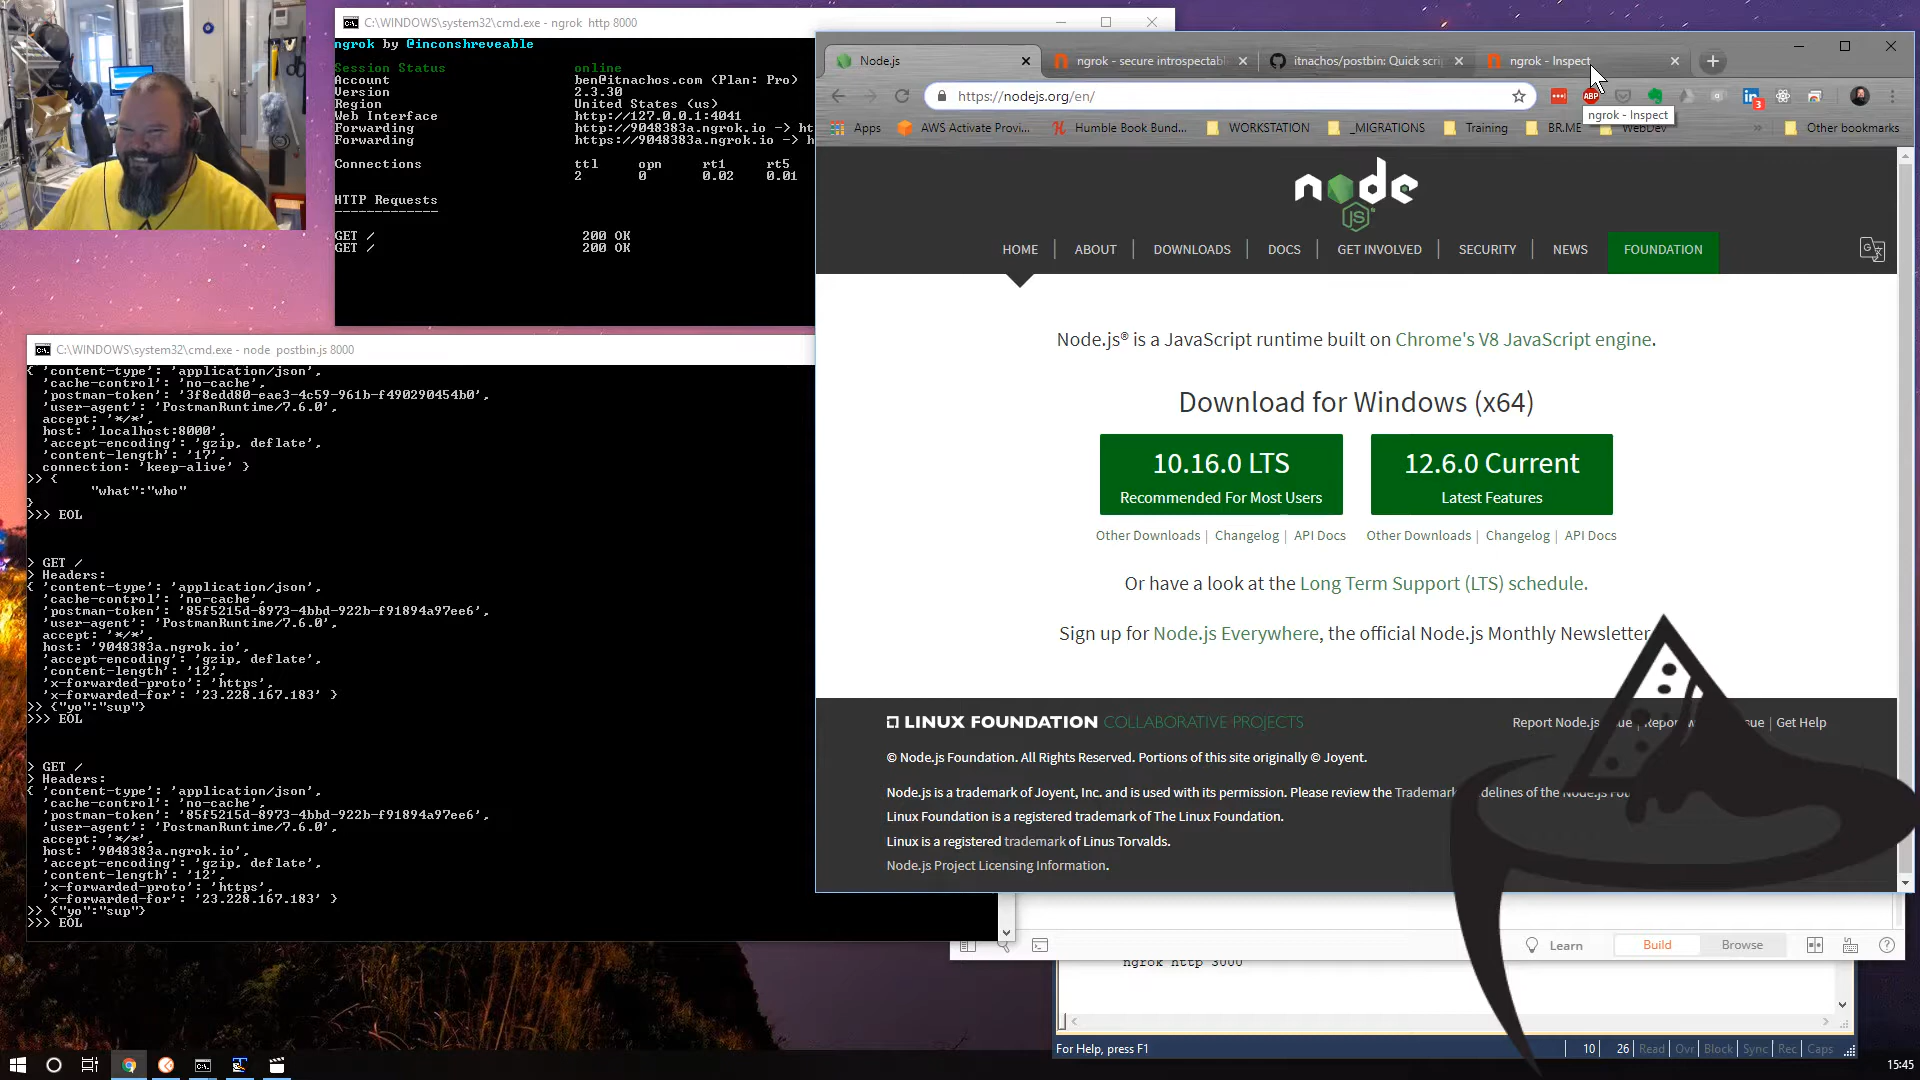 C:\WINDOWS\system32\cmd.exe - ngrok  http 8000
ngrok by @inconshreveable
Session Status online
Account ben@itnachos.com (Plan: Pro)
Version 2.3.30
Region United States (us)
Web Interface http://127.0.0.1:4041
Forwarding http://9048383a.ngrok.io -> ht
Forwarding https://9048383a.ngrok.io -> h
Connections ttl opn rt1 rt5
2 0 0.02 0.01
HTTP Requests
-------------
GET / 200 OK
GET / 200 OK
C:\WINDOWS\system32\cmd.exe - node  postbin.js 8000
{ 'content-type': 'application/json',
'cache-control': 'no-cache',
'postman-token': '3f8edd80-eae3-4c59-961b-f490290454b0',
'user-agent': 'PostmanRuntime/7.6.0',
accept: '*/*',
host: 'localhost:8000',
'accept-encoding': 'gzip, deflate',
'content-length': '17',
connection: 'keep-alive' }
>> {
"what":"who"
}
>>> EOL
> GET /
> Headers:
{ 'content-type': 'application/json',
'cache-control': 'no-cache',
'postman-token': '85f5215d-8973-4bbd-922b-f91894a97ee6',
'user-agent': 'PostmanRuntime/7.6.0',
accept: '*/*',
host: '9048383a.ngrok.io',
'accept-encoding': 'gzip, deflate',
'content-length': '12',
'x-forwarded-proto': 'https',
'x-forwarded-for': '23.228.167.183' }
>> {"yo":"sup"}
>>> EOL
> GET /
> Headers:
{ 'content-type': 'application/json',
'cache-control': 'no-cache',
'postman-token': '85f5215d-8973-4bbd-922b-f91894a97ee6',
'user-agent': 'PostmanRuntime/7.6.0',
accept: '*/*',
host: '9048383a.ngrok.io',
'accept-encoding': 'gzip, deflate',
'content-length': '12',
'x-forwarded-proto': 'https',
'x-forwarded-for': '23.228.167.183' }
>> {"yo":"sup"}
>>> EOL
Node.js ngrok - secure introspectabl itnachos/postbin: Quick scri ngrok - Inspect
https://nodejs.org/en/ ABP 3
ngrok - Inspect
Apps AWS Activate Provi... Humble Book Bund... WORKSTATION _MIGRATIONS Training BR.ME WebDev » Other bookmarks
node
JS
HOME ABOUT DOWNLOADS DOCS GET INVOLVED SECURITY NEWS FOUNDATION
Node.js® is a JavaScript runtime built on Chrome's V8 JavaScript engine.
Download for Windows (x64)
10.16.0 LTS 12.6.0 Current
Recommended For Most Users Latest Features
Other Downloads | Changelog | API Docs Other Downloads | Changelog | API Docs
Or have a look at the Long Term Support (LTS) schedule.
Sign up for Node.js Everywhere, the official Node.js Monthly Newsletter
LINUX FOUNDATION COLLABORATIVE PROJECTS Report Node.js | | Get Help
© Node.js Foundation. All Rights Reserved. Portions of this site originally © Joyent.
Node.js is a trademark of Joyent, Inc. and is used with its permission. Please review the Trademark of the
Linux Foundation is a registered trademark of The Linux Foundation.
Linux is a registered trademark of Linus Torvalds.
Node.js Project Licensing Information.
Learn Build Browse
ngrok http 3000
For Help, press F1 10 26 Read Ovr Block Sync Rec Caps
15:45